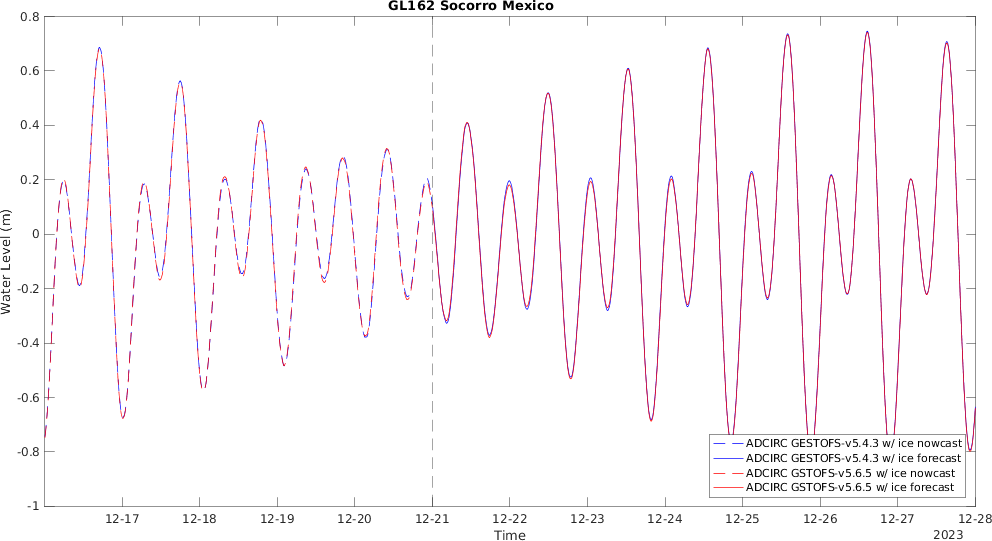 GL162 Socorro Mexico
0.8
0.6
0.4
0.2
0
-0.2
-0.4
-0.6
-0.8
-1
Water Level (m)
12-17 12-18 12-19 12-20 12-21 12-22 12-23 12-24 12-25 12-26 12-27 12-28
Time
2023
ADCIRC GESTOFS-v5.4.3 w/ ice nowcast
ADCIRC GESTOFS-v5.4.3 w/ ice forecast
ADCIRC GSTOFS-v5.6.5 w/ ice nowcast
ADCIRC GSTOFS-v5.6.5 w/ ice forecast